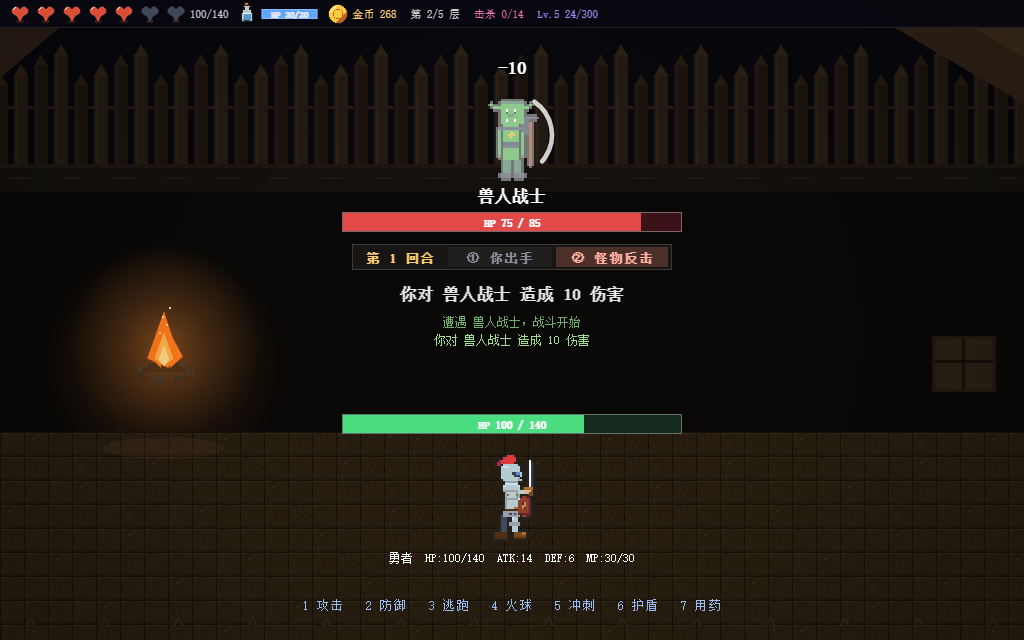 100/140 MP 30/30 金币 268 第 2/5 层 击杀 0/14 Lv.5 24/300
-10
兽人战士
HP 75 / 85
第 1 回合 ① 你出手 ② 怪物反击
你对 兽人战士 造成 10 伤害
遭遇 兽人战士，战斗开始
你对 兽人战士 造成 10 伤害
HP 100 / 140
勇者 HP:100/140 ATK:14 DEF:6 MP:30/30
1 攻击 2 防御 3 逃跑 4 火球 5 冲刺 6 护盾 7 用药